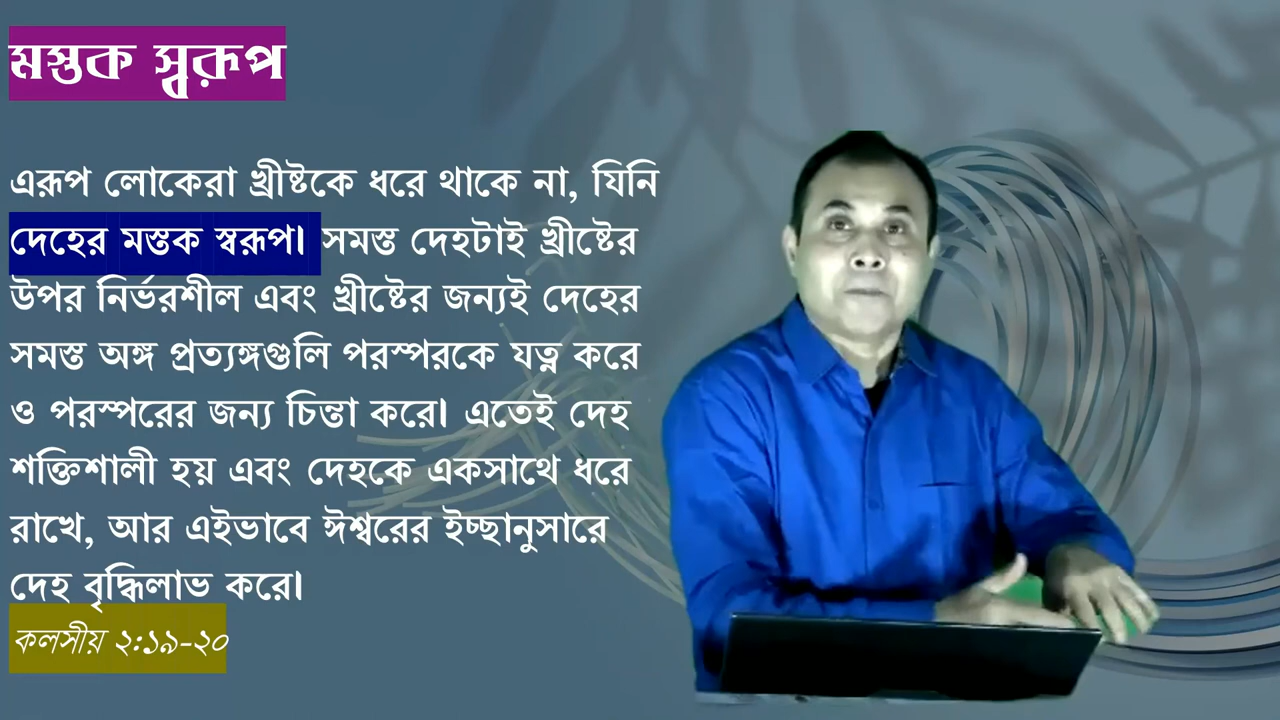 মস্তক স্বরূপ
এরূপ লোকেরা খ্রীষ্টকে ধরে থাকে না, যিনি
দেহের মস্তক স্বরূপ। সমস্ত দেহটাই খ্রীষ্টের
উপর নির্ভরশীল এবং খ্রীষ্টের জন্যই দেহের
সমস্ত অঙ্গ প্রত্যঙ্গগুলি পরস্পরকে যত্ন করে
ও পরস্পরের জন্য চিন্তা করে। এতেই দেহ
শক্তিশালী হয় এবং দেহকে একসাথে ধরে
রাখে, আর এইভাবে ঈশ্বরের ইচ্ছানুসারে
দেহ বৃদ্ধিলাভ করে।
কলসীয় ২:১৯-২০